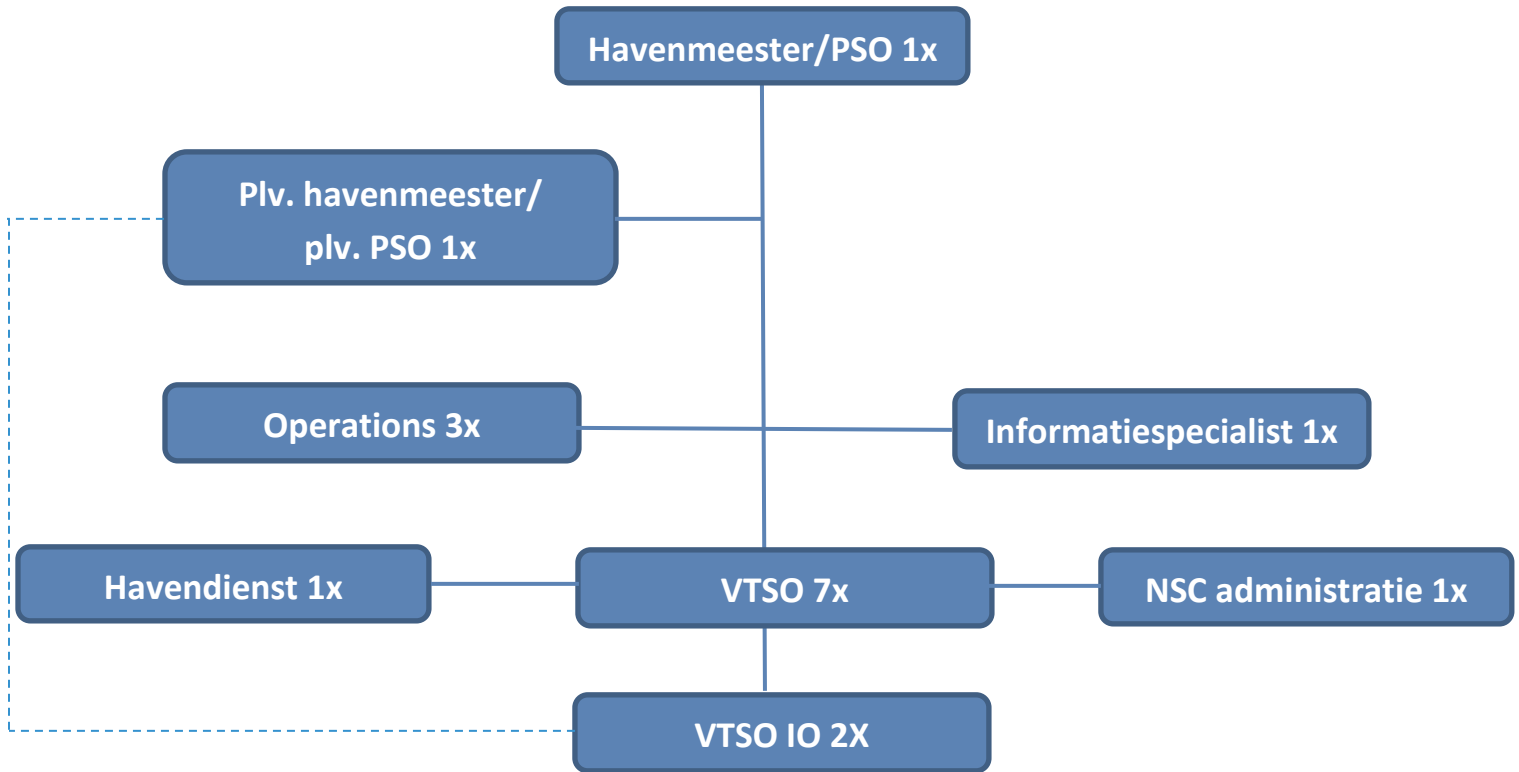 Havenmeester/PSO 1x
Plv. havenmeester/
plv. PSO 1x
Operations 3x
Informatiespecialist 1x
Havendienst 1x
VTSO 7x
NSC administratie 1x
VTSO IO 2X